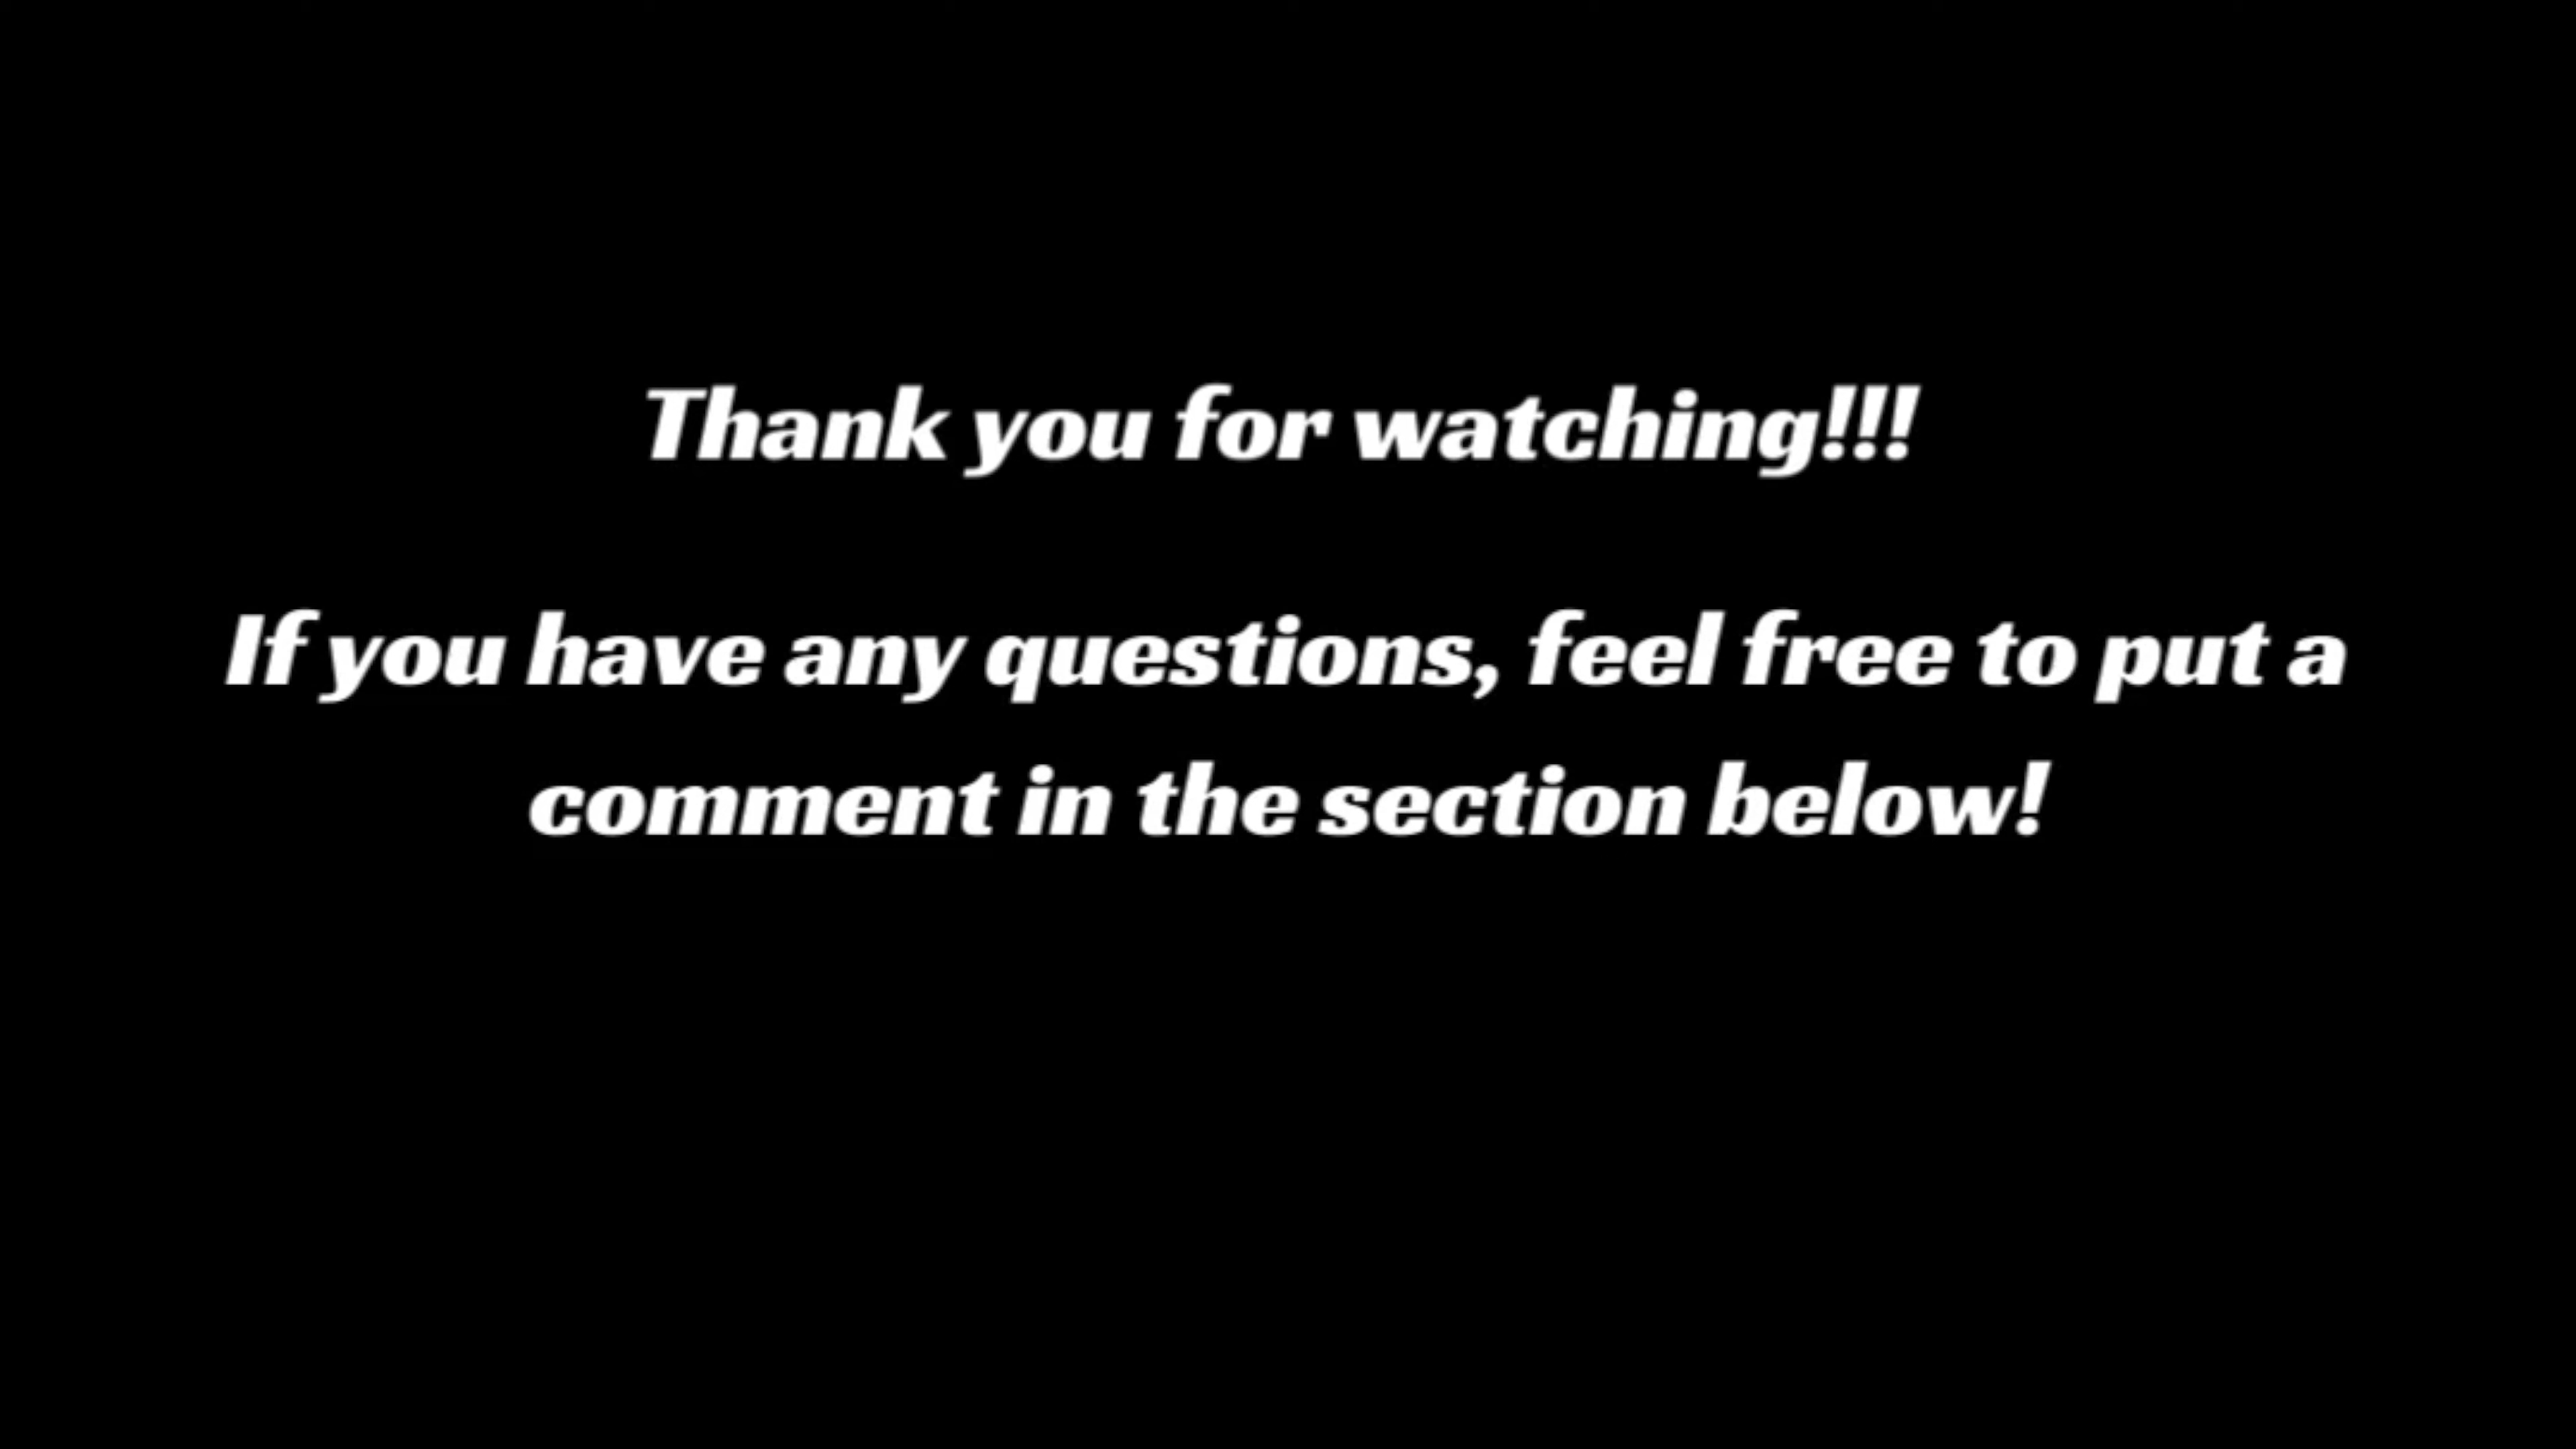 Thank you for watching!!!
If you have any questions, feel free to put a
comment in the section below!